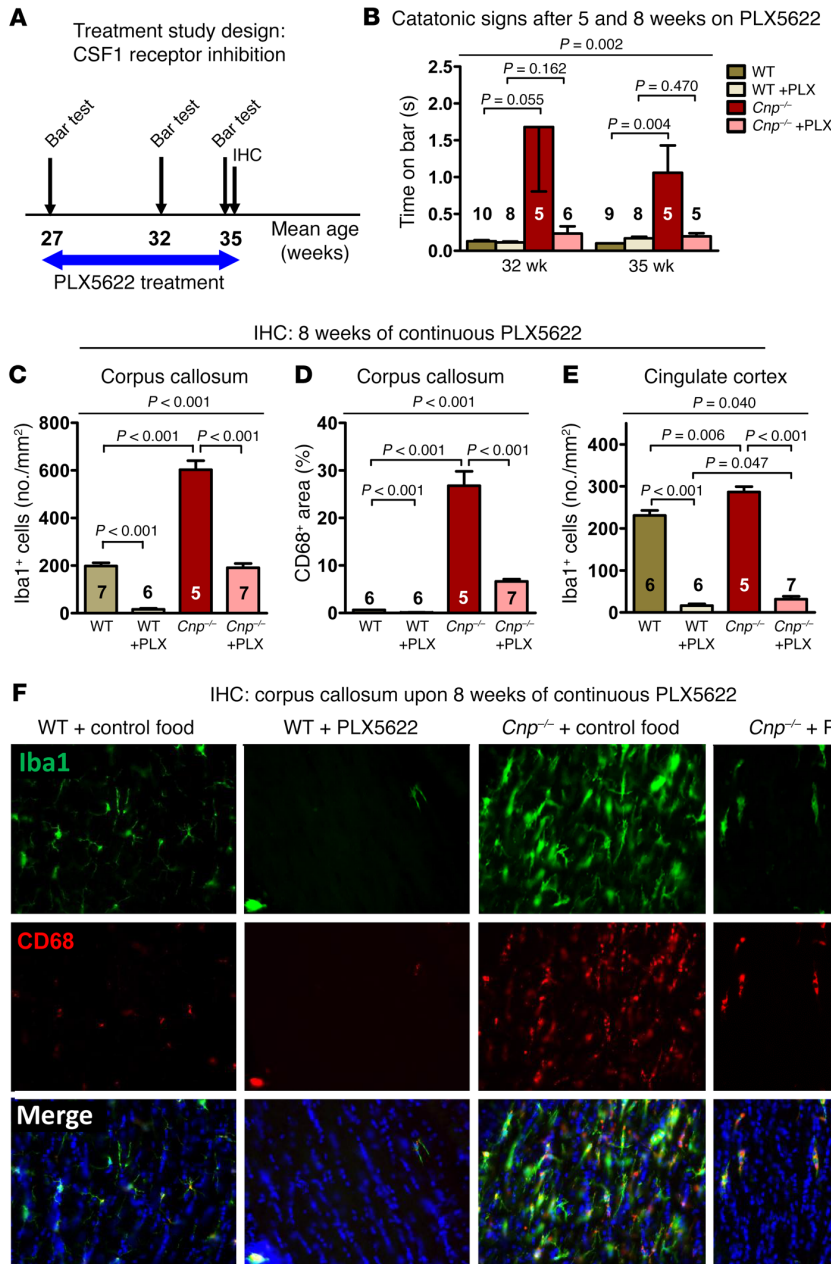 A
Treatment study design:
CSF1 receptor inhibition
Bar test
Bar test
Bar test
IHC
27
32
35
Mean age
(weeks)
PLX5622 treatment
B
Catatonic signs after 5 and 8 weeks on PLX5622
P = 0.002
P = 0.162
P = 0.055
P = 0.470
P = 0.004
WT
WT +PLX
Cnp–/–
Cnp–/– +PLX
Time on bar (s)
2.5
2.0
1.5
1.0
0.5
0.0
10
8
5
6
9
8
5
5
32 wk
35 wk
IHC: 8 weeks of continuous PLX5622
C
Corpus callosum
P < 0.001
P < 0.001
P < 0.001
P < 0.001
Iba1+ cells (no./mm2)
800
600
400
200
0
7
6
5
7
WT
WT
+PLX
Cnp–/–
Cnp–/–
+PLX
D
Corpus callosum
P < 0.001
P < 0.001
P < 0.001
P < 0.001
CD68+ area (%)
40
30
20
10
0
6
6
5
7
WT
WT
+PLX
Cnp–/–
Cnp–/–
+PLX
E
Cingulate cortex
P = 0.040
P = 0.006
P < 0.001
P = 0.047
P < 0.001
Iba1+ cells (no./mm2)
400
300
200
100
0
6
6
5
7
WT
WT
+PLX
Cnp–/–
Cnp–/–
+PLX
F
IHC: corpus callosum upon 8 weeks of continuous PLX5622
WT + control food
WT + PLX5622
Cnp–/– + control food
Cnp–/– + P
Iba1
CD68
Merge